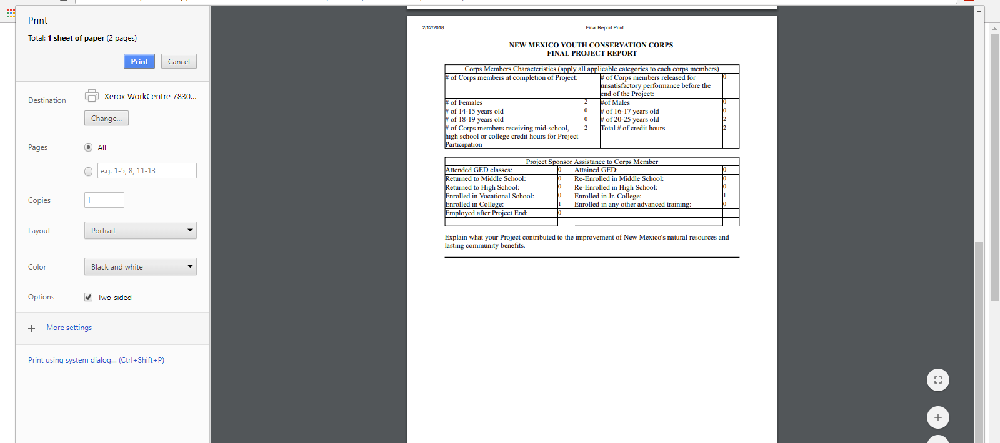 Print
Total: 1 sheet of paper (2 pages)
Print Cancel
Destination Xerox WorkCentre 7830...
Change...
Pages All
e.g. 1-5, 8, 11-13
Copies 1
Layout Portrait
Color Black and white
Options Two-sided
More settings
Print using system dialog... (Ctrl+Shift+P)
2/12/2018 Final Report Print
NEW MEXICO YOUTH CONSERVATION CORPS
FINAL PROJECT REPORT
Corps Members Characteristics (apply all applicable categories to each corps members)
# of Corps members at completion of Project: # of Corps members released for 0
unsatisfactory performance before the
end of the Project:
# of Females 2 #of Males 0
# of 14-15 years old 0 # of 16-17 years old 0
# of 18-19 years old 0 # of 20-25 years old 2
# of Corps members receiving mid-school, 2 Total # of credit hours 2
high school or college credit hours for Project
Participation
Project Sponsor Assistance to Corps Member
Attended GED classes: 0 Attained GED: 0
Returned to Middle School: 0 Re-Enrolled in Middle School: 0
Returned to High School: 0 Re-Enrolled in High School: 0
Enrolled in Vocational School: 0 Enrolled in Jr. College: 1
Enrolled in College: 1 Enrolled in any other advanced training: 0
Employed after Project End: 0
Explain what your Project contributed to the improvement of New Mexico's natural resources and
lasting community benefits.